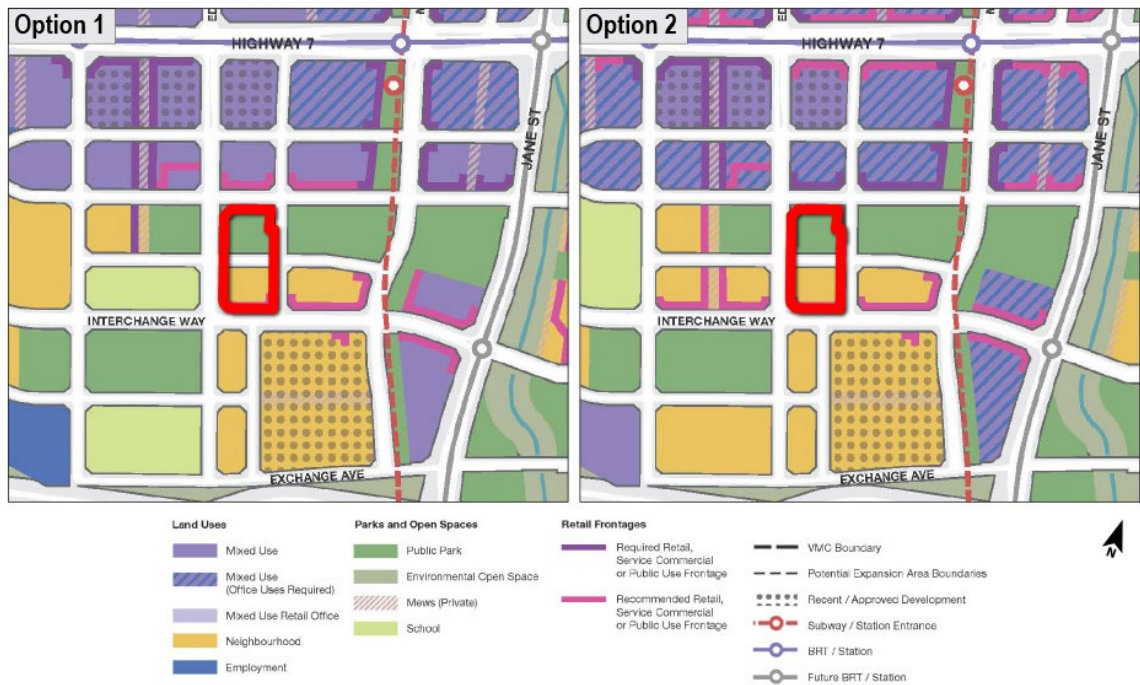 Option 1
ED
N
HIGHWAY 7
JANE ST
INTERCHANGE WAY
EXCHANGE AVE
Option 2
ED
N
HIGHWAY 7
JANE ST
INTERCHANGE WAY
EXCHANGE AVE
Land Uses
Mixed Use
Mixed Use
(Office Uses Required)
Mixed Use Retail Office
Neighbourhood
Employment
Parks and Open Spaces
Public Park
Environmental Open Space
Mews (Private)
School
Retail Frontages
Required Retail,
Service Commercial
or Public Use Frontage
Recommended Retail,
Service Commercial
or Public Use Frontage
VMC Boundary
Potential Expansion Area Boundaries
Recent / Approved Development
Subway / Station Entrance
BRT / Station
Future BRT / Station
N